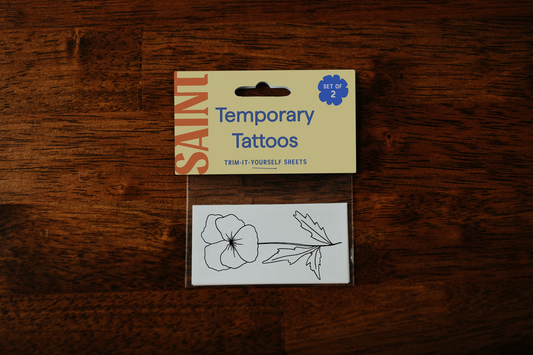 SAINT
SET OF
2
Temporary
Tattoos
TRIM-IT-YOURSELF SHEETS